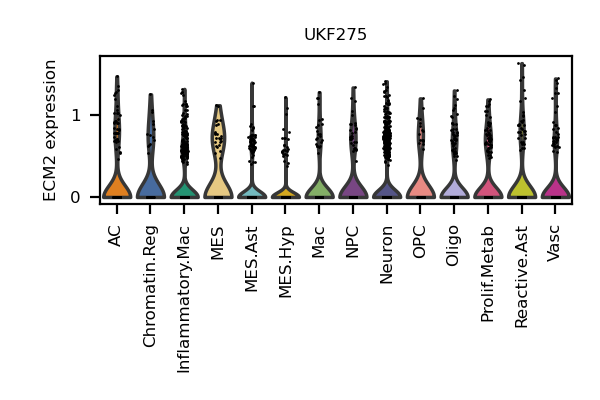 UKF275
ECM2 expression
1
0
AC
Chromatin.Reg
Inflammatory.Mac
MES
MES.Ast
MES.Hyp
Mac
NPC
Neuron
OPC
Oligo
Prolif.Metab
Reactive.Ast
Vasc